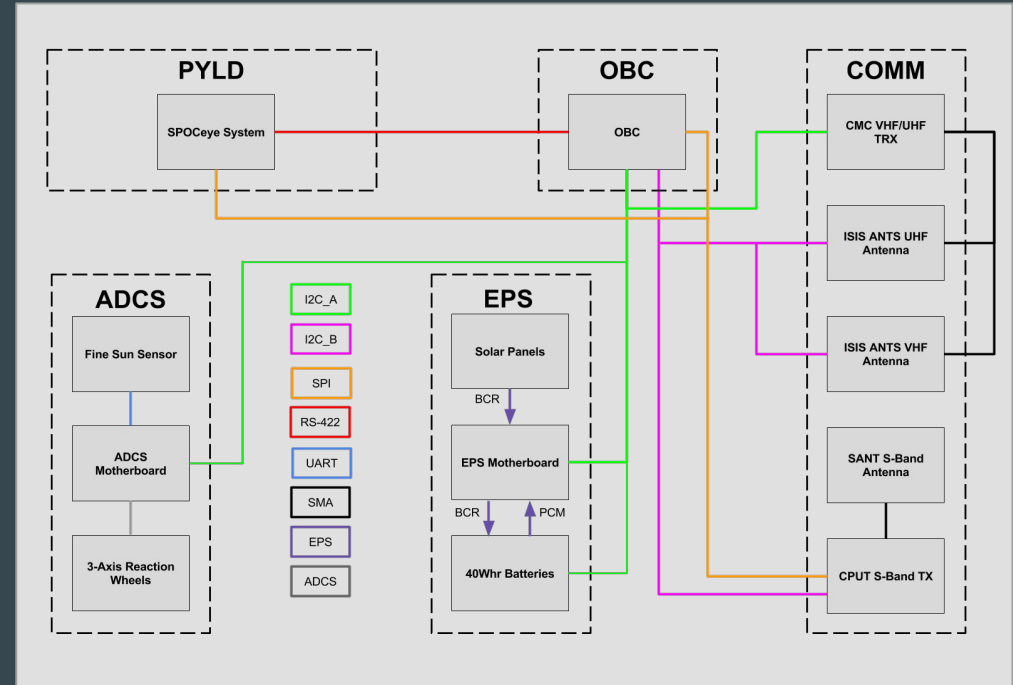 PYLD
SPOCeye System
OBC
OBC
COMM
CMC VHF/UHF
TRX
ISIS ANTS UHF
Antenna
ISIS ANTS VHF
Antenna
SANT S-Band
Antenna
CPUT S-Band TX
ADCS
Fine Sun Sensor
ADCS
Motherboard
3-Axis Reaction
Wheels
I2C_A
I2C_B
SPI
RS-422
UART
SMA
EPS
ADCS
EPS
Solar Panels
BCR
EPS Motherboard
BCR
PCM
40Whr Batteries